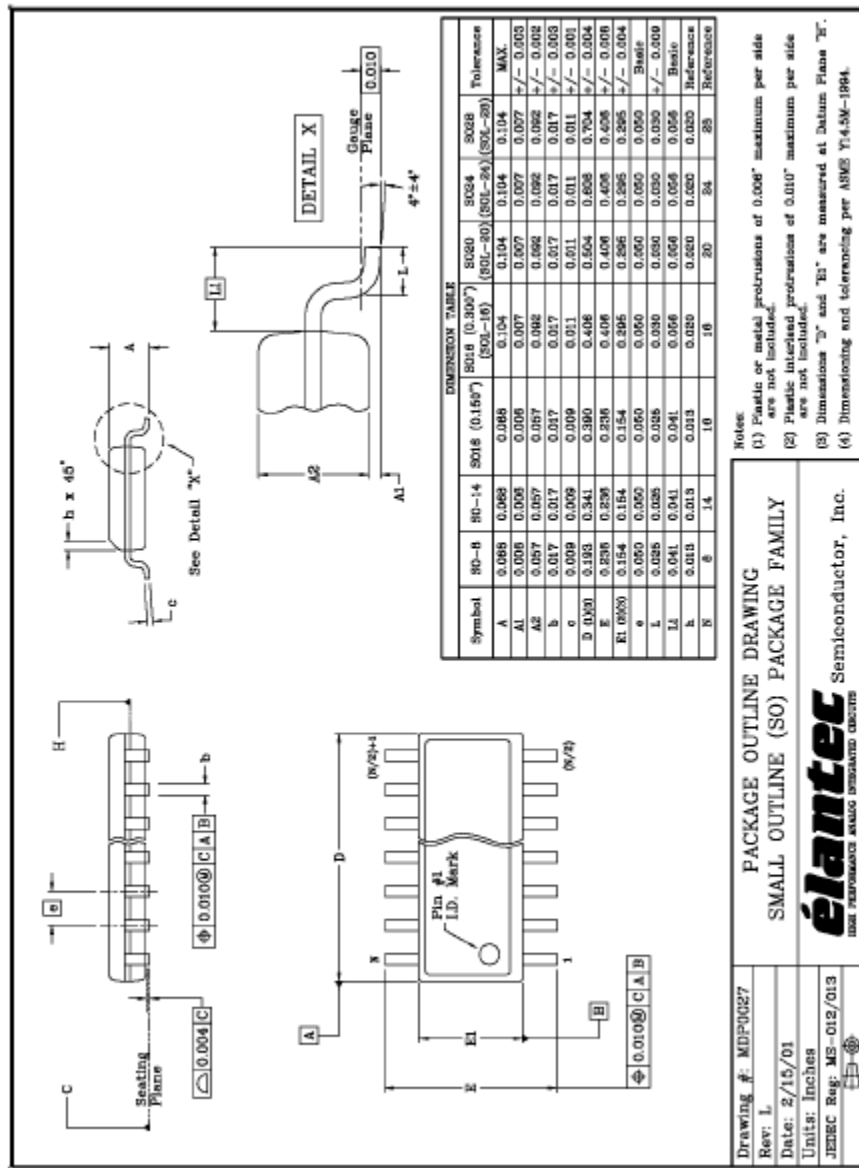 H
C
e
b
Seating
Plane
0.004 C
0.010 Ⓜ C A B
h x 45°
A
See Detail "X"
c
L1
DETAIL X
Gauge
Plane
0.010
A2
A1
L
4°±4°
A
D
N
(N/2)+1
Pin #1
I.D. Mark
E
E1
1
(N/2)
B
0.010 Ⓜ C A B
DIMENSION TABLE
Symbol SO-8 SO-14 SO16 (0.150") SO16 (0.300") (SOL-16) SO20 (SOL-20) SO24 (SOL-24) SO28 (SOL-28) Tolerance
A 0.068 0.068 0.068 0.104 0.104 0.104 0.104 MAX.
A1 0.006 0.006 0.006 0.007 0.007 0.007 0.007 +/- 0.003
A2 0.057 0.057 0.057 0.092 0.092 0.092 0.092 +/- 0.002
b 0.017 0.017 0.017 0.017 0.017 0.017 0.017 +/- 0.003
c 0.009 0.009 0.009 0.011 0.011 0.011 0.011 +/- 0.001
D (1)(3) 0.193 0.341 0.390 0.406 0.504 0.606 0.704 +/- 0.004
E 0.236 0.236 0.236 0.406 0.406 0.406 0.406 +/- 0.008
E1 (2)(3) 0.154 0.154 0.154 0.295 0.295 0.295 0.295 +/- 0.004
e 0.050 0.050 0.050 0.050 0.050 0.050 0.050 Basic
L 0.025 0.025 0.025 0.030 0.030 0.030 0.030 +/- 0.009
L1 0.041 0.041 0.041 0.056 0.056 0.056 0.056 Basic
h 0.013 0.013 0.013 0.020 0.020 0.020 0.020 Reference
N 8 14 16 16 20 24 28 Reference
Notes:
(1) Plastic or metal protrusions of 0.006" maximum per side
are not included.
(2) Plastic interlead protrusions of 0.010" maximum per side
are not included.
(3) Dimensions "D" and "E1" are measured at Datum Plane "H".
(4) Dimensioning and tolerancing per ASME Y14.5M-1994.
Drawing #: MDP0027
Rev: L
Date: 2/15/01
Units: Inches
JEDEC Reg: MS-012/013
PACKAGE OUTLINE DRAWING
SMALL OUTLINE (SO) PACKAGE FAMILY
élantec Semiconductor, Inc.
HIGH PERFORMANCE ANALOG INTEGRATED CIRCUITS